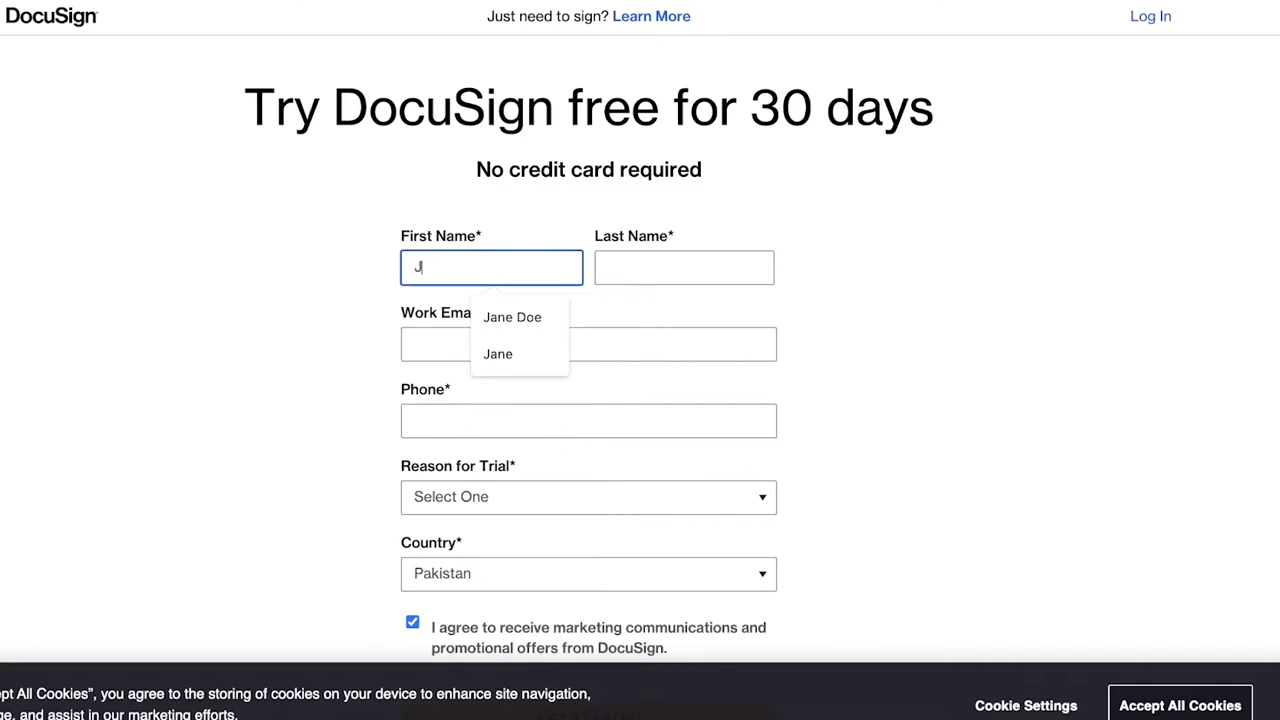 DocuSign
Just need to sign? Learn More
Log In
Try DocuSign free for 30 days
No credit card required
First Name*
Last Name*
J
Jane Doe
Jane
Work Ema
Phone*
Reason for Trial*
Select One
Country*
Pakistan
I agree to receive marketing communications and
promotional offers from DocuSign.
pt All Cookies”, you agree to the storing of cookies on your device to enhance site navigation,
ge, and assist in our marketing efforts.
Cookie Settings
Accept All Cookies